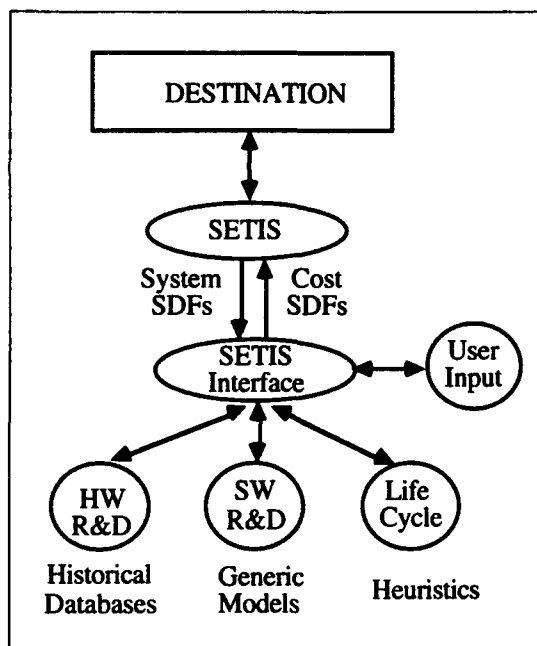 DESTINATION
SETIS
System
SDFs
Cost
SDFs
SETIS
Interface
User
Input
HW
R&D
SW
R&D
Life
Cycle
Historical
Databases
Generic
Models
Heuristics